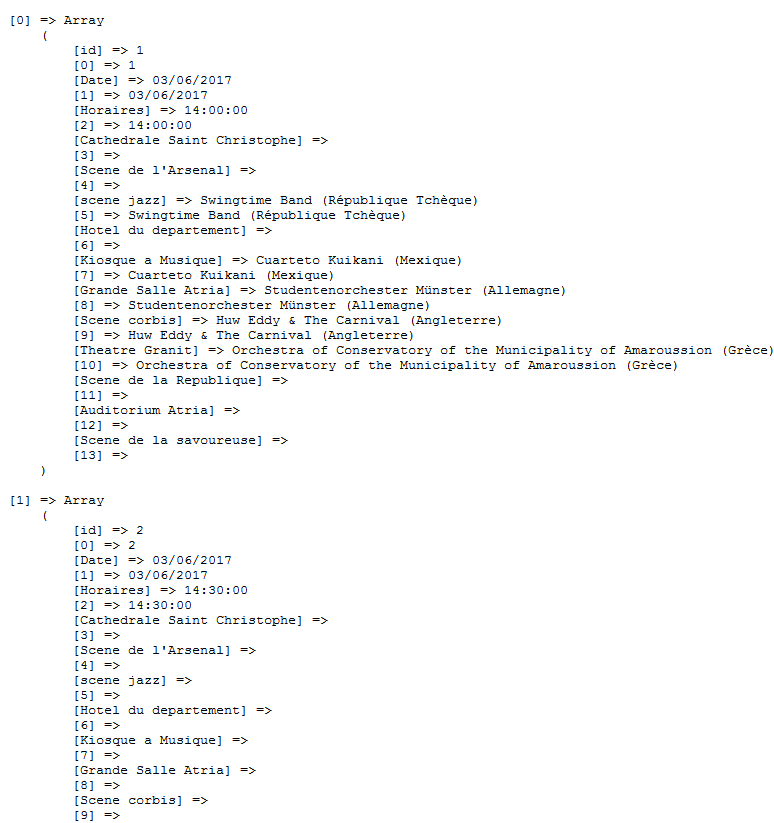 [0] => Array
(
[id] => 1
[0] => 1
[Date] => 03/06/2017
[1] => 03/06/2017
[Horaires] => 14:00:00
[2] => 14:00:00
[Cathedrale Saint Christophe] =>
[3] =>
[Scene de l'Arsenal] =>
[4] =>
[scene jazz] => Swingtime Band (République Tchèque)
[5] => Swingtime Band (République Tchèque)
[Hotel du departement] =>
[6] =>
[Kiosque a Musique] => Cuarteto Kuikani (Mexique)
[7] => Cuarteto Kuikani (Mexique)
[Grande Salle Atria] => Studentenorchester Münster (Allemagne)
[8] => Studentenorchester Münster (Allemagne)
[Scene corbis] => Huw Eddy & The Carnival (Angleterre)
[9] => Huw Eddy & The Carnival (Angleterre)
[Theatre Granit] => Orchestra of Conservatory of the Municipality of Amaroussion (Grèce)
[10] => Orchestra of Conservatory of the Municipality of Amaroussion (Grèce)
[Scene de la Republique] =>
[11] =>
[Auditorium Atria] =>
[12] =>
[Scene de la savoureuse] =>
[13] =>
)
[1] => Array
(
[id] => 2
[0] => 2
[Date] => 03/06/2017
[1] => 03/06/2017
[Horaires] => 14:30:00
[2] => 14:30:00
[Cathedrale Saint Christophe] =>
[3] =>
[Scene de l'Arsenal] =>
[4] =>
[scene jazz] =>
[5] =>
[Hotel du departement] =>
[6] =>
[Kiosque a Musique] =>
[7] =>
[Grande Salle Atria] =>
[8] =>
[Scene corbis] =>
[9] =>